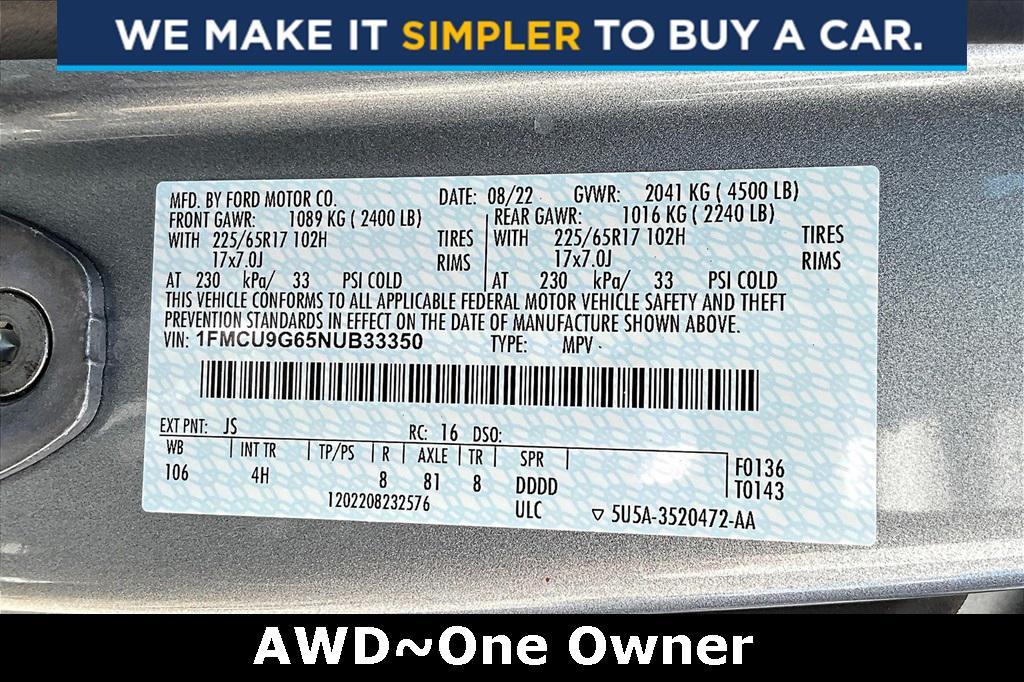 WE MAKE IT SIMPLER TO BUY A CAR.
MFD. BY FORD MOTOR CO. DATE: 08/22 GVWR: 2041 KG ( 4500 LB)
FRONT GAWR: 1089 KG ( 2400 LB) REAR GAWR: 1016 KG ( 2240 LB)
WITH 225/65R17 102H TIRES WITH 225/65R17 102H TIRES
17x7.0J RIMS 17x7.0J RIMS
AT 230 kPa/ 33 PSI COLD AT 230 kPa/ 33 PSI COLD
THIS VEHICLE CONFORMS TO ALL APPLICABLE FEDERAL MOTOR VEHICLE SAFETY AND THEFT
PREVENTION STANDARDS IN EFFECT ON THE DATE OF MANUFACTURE SHOWN ABOVE.
VIN: 1FMCU9G65NUB33350 TYPE: MPV
EXT PNT: JS RC: 16 DSO:
WB INT TR TP/PS R AXLE TR SPR F0136
106 4H 8 81 8 DDDD T0143
1202208232576 ULC ▽ 5U5A-3520472-AA
AWD~One Owner